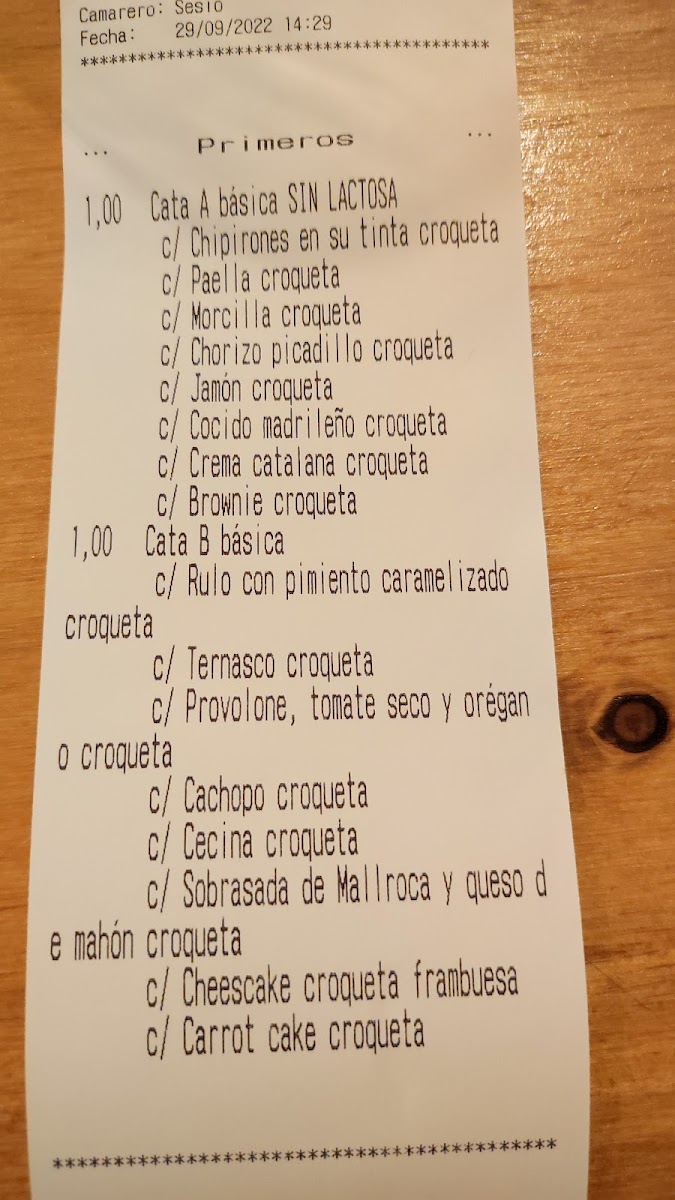 Camarero: Sesio
Fecha: 29/09/2022 14:29
******************************************
... Primeros ...
1,00 Cata A básica SIN LACTOSA
c/ Chipirones en su tinta croqueta
c/ Paella croqueta
c/ Morcilla croqueta
c/ Chorizo picadillo croqueta
c/ Jamón croqueta
c/ Cocido madrileño croqueta
c/ Crema catalana croqueta
c/ Brownie croqueta
1,00 Cata B básica
c/ Rulo con pimiento caramelizado
croqueta
c/ Ternasco croqueta
c/ Provolone, tomate seco y orégan
o croqueta
c/ Cachopo croqueta
c/ Cecina croqueta
c/ Sobrasada de Mallroca y queso d
e mahón croqueta
c/ Cheescake croqueta frambuesa
c/ Carrot cake croqueta
******************************************